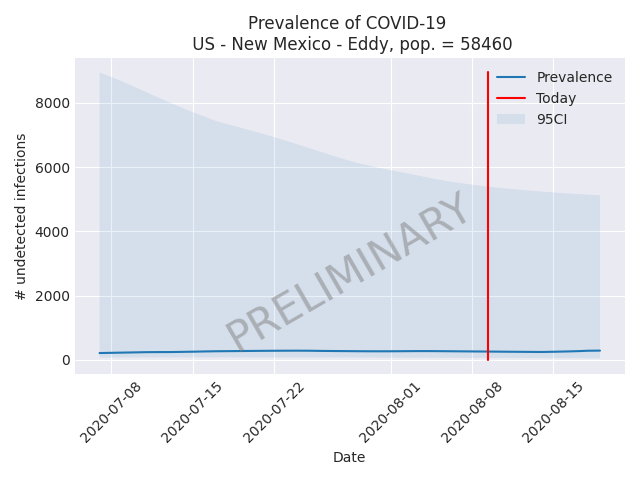 Prevalence of COVID-19
US - New Mexico - Eddy, pop. = 58460
Prevalence
Today
95CI
8000
6000
4000
2000
0
# undetected infections
PRELIMINARY
2020-07-08
2020-07-15
2020-07-22
2020-08-01
2020-08-08
2020-08-15
Date